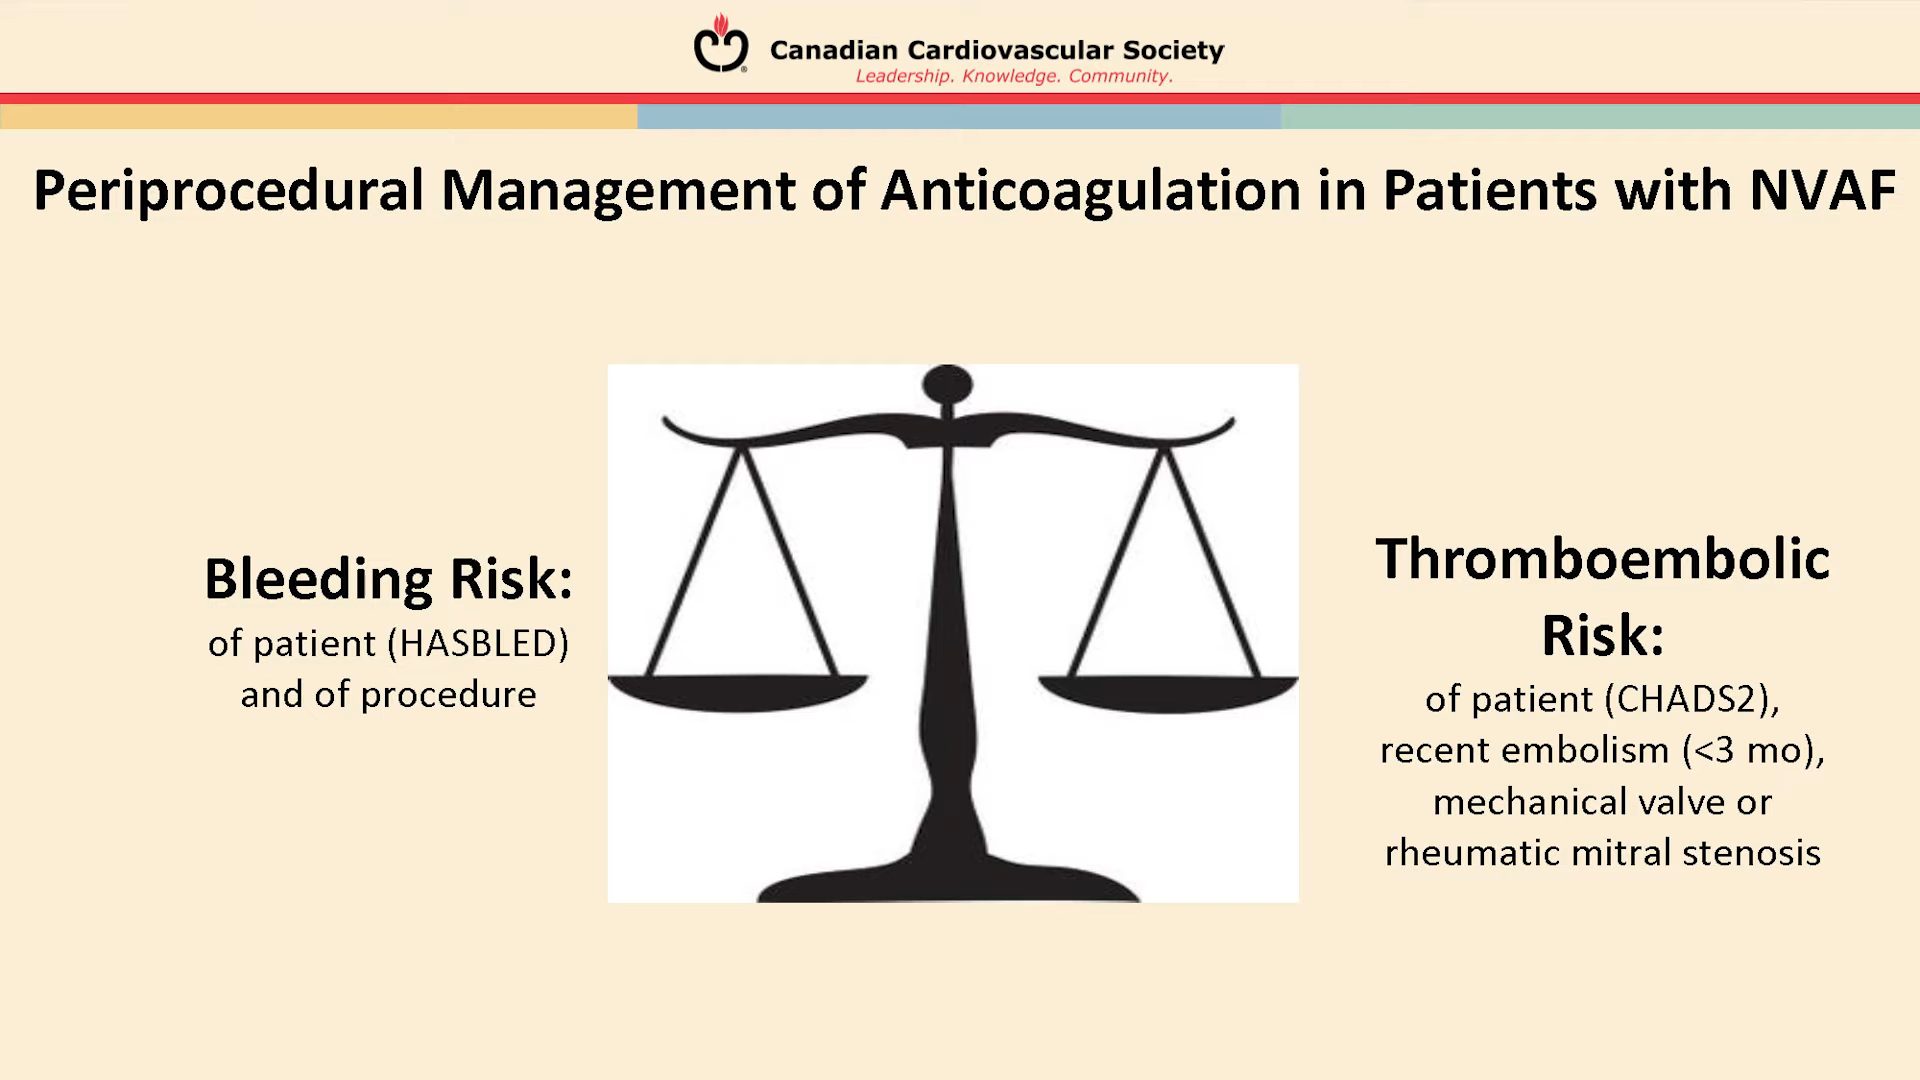 Canadian Cardiovascular Society
Leadership. Knowledge. Community.
Periprocedural Management of Anticoagulation in Patients with NVAF
Bleeding Risk:
of patient (HASBLED)
and of procedure
Thromboembolic
Risk:
of patient (CHADS2),
recent embolism (<3 mo),
mechanical valve or
rheumatic mitral stenosis